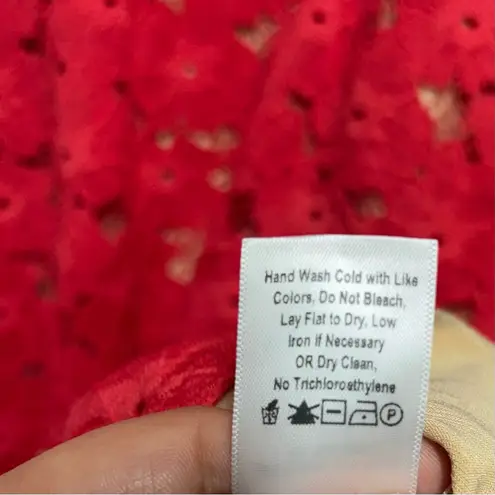 Hand Wash Cold with Like
Colors, Do Not Bleach,
Lay Flat to Dry, Low
Iron if Necessary
OR Dry Clean,
No Trichloroethylene
P